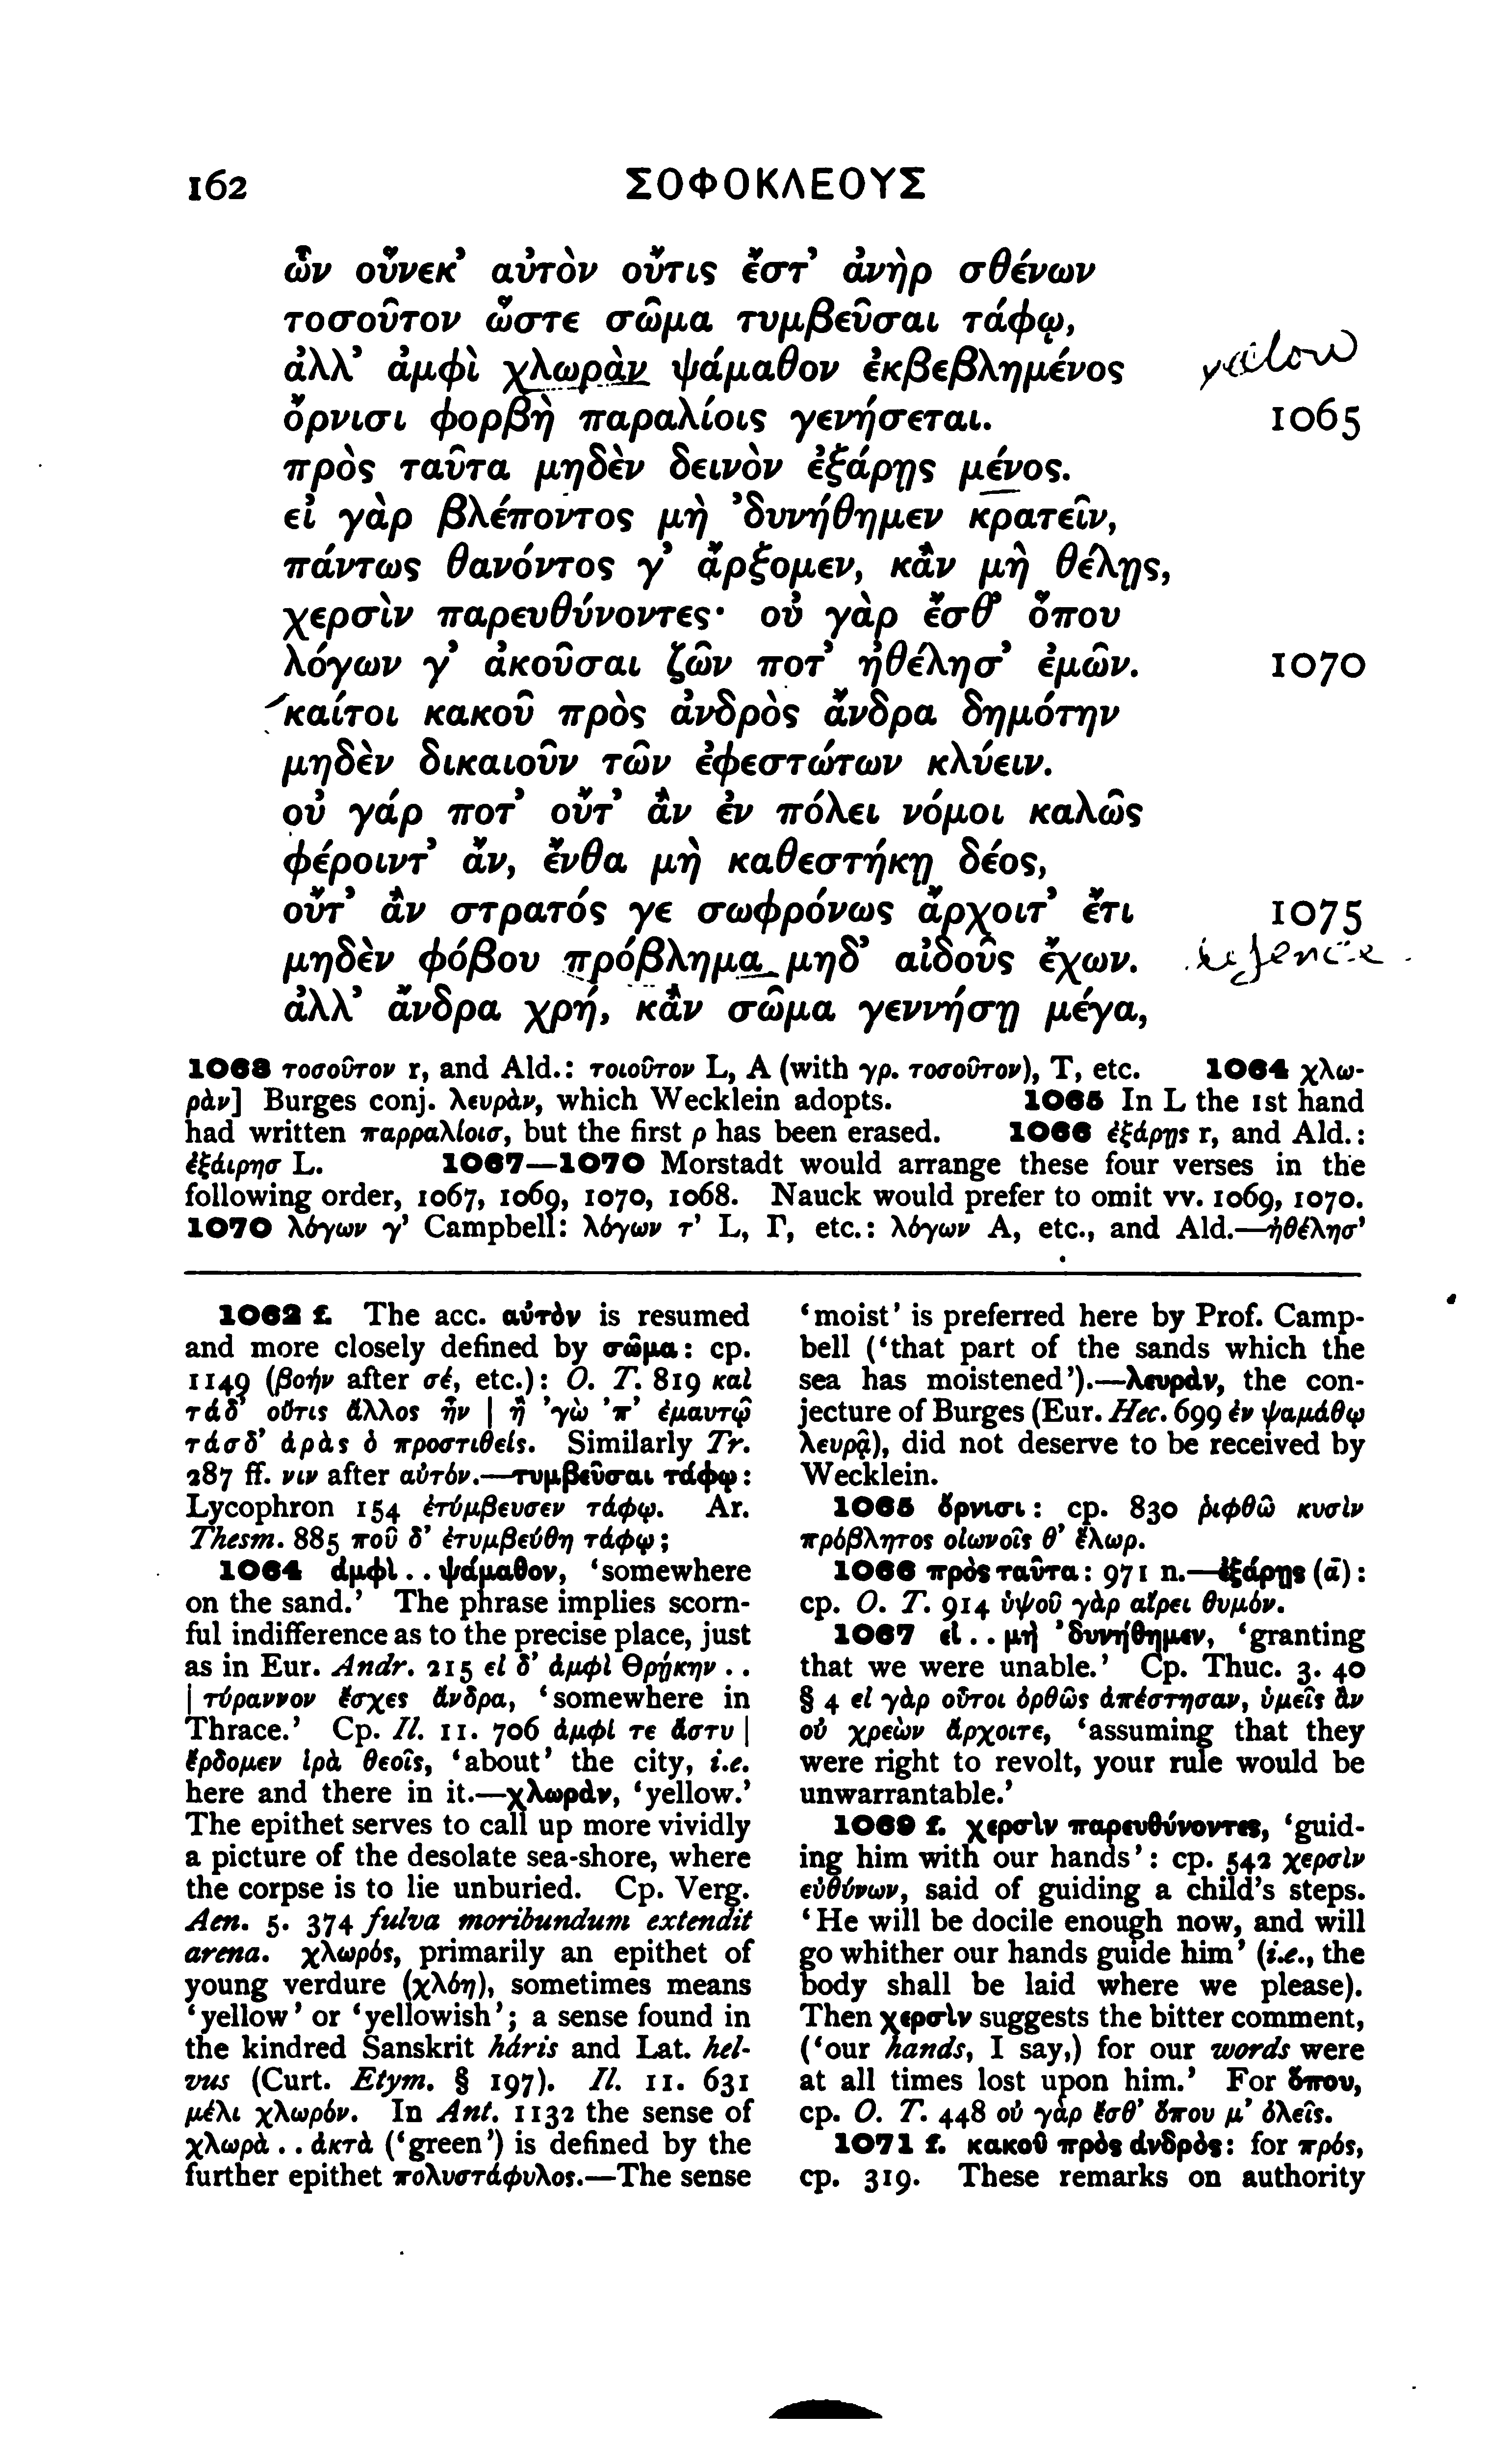 162 ΣΟΦΟΚΛΕΟΥΣ
ὧν οὕνεκ’ αὐτὸν οὔτις ἔστ’ ἀνὴρ σθένων
τοσοῦτον ὥστε σῶμα τυμβεῦσαι τάφῳ,
ἀλλ’ ἀμφὶ χλωρὰν ψάμαθον ἐκβεβλημένος yellow
ὄρνισι φορβὴ παραλίοις γενήσεται. 1065
πρὸς ταῦτα μηδὲν δεινὸν ἐξάρῃς μένος.
εἰ γὰρ βλέποντος μὴ ’δυνήθημεν κρατεῖν,
πάντως θανόντος γ’ ἄρξομεν, κἂν μὴ θέλῃς,
χερσὶν παρευθύνοντες· οὐ γὰρ ἔσθ’ ὅπου
λόγων γ’ ἀκοῦσαι ζῶν ποτ’ ἠθέλησ’ ἐμῶν. 1070
καίτοι κακοῦ πρὸς ἀνδρὸς ἄνδρα δημότην
μηδὲν δικαιοῦν τῶν ἐφεστώτων κλύειν.
οὐ γάρ ποτ’ οὔτ’ ἂν ἐν πόλει νόμοι καλῶς
φέροιντ’ ἄν, ἔνθα μὴ καθεστήκῃ δέος,
οὔτ’ ἂν στρατός γε σωφρόνως ἄρχοιτ’ ἔτι 1075
μηδὲν φόβου πρόβλημα μηδ’ αἰδοῦς ἔχων.
ἀλλ’ ἄνδρα χρή, κἂν σῶμα γεννήσῃ μέγα,
1063 τοσοῦτον r, and Ald.: τοιοῦτον L, A (with γρ. τοσοῦτον), T, etc. 1064 χλω-
ρὰν] Burges conj. λευρὰν, which Wecklein adopts. 1065 In L the 1st hand
had written παρραλίοισ, but the first ρ has been erased. 1066 ἐξάρῃς r, and Ald.:
ἐξάιρησ L. 1067—1070 Morstadt would arrange these four verses in the
following order, 1067, 1069, 1070, 1068. Nauck would prefer to omit vv. 1069, 1070.
1070 λόγων γ’ Campbell: λόγων τ’ L, Γ, etc.: λόγων A, etc., and Ald.—ἠθέλησ’
1062 f. The acc. αὐτὸν is resumed
and more closely defined by σῶμα: cp.
1149 (βοήν after σέ, etc.): O. T. 819 καὶ
τάδ’ οὔτις ἄλλος ἦν | ἢ ’γὼ ’π’ ἐμαυτῷ
τάσδ’ ἀρὰς ὁ προστιθείς. Similarly Tr.
287 ff. νιν after αὐτόν.—τυμβεῦσαι τάφῳ:
Lycophron 154 ἐτύμβευσεν τάφῳ. Ar.
Thesm. 885 ποῦ δ’ ἐτυμβεύθη τάφῳ;
1064 ἀμφὶ . . ψάμαθον, ‘somewhere
on the sand.’ The phrase implies scorn-
ful indifference as to the precise place, just
as in Eur. Andr. 215 εἰ δ’ ἀμφὶ Θρῄκην . .
| τύραννον ἔσχες ἄνδρα, ‘somewhere in
Thrace.’ Cp. Il. 11. 706 ἀμφί τε ἄστυ |
ἔρδομεν ἱρὰ θεοῖς, ‘about’ the city, i.e.
here and there in it.—χλωράν, ‘yellow.’
The epithet serves to call up more vividly
a picture of the desolate sea-shore, where
the corpse is to lie unburied. Cp. Verg.
Aen. 5. 374 fulva moribundum extendit
arena. χλωρός, primarily an epithet of
young verdure (χλόη), sometimes means
‘yellow’ or ‘yellowish’; a sense found in
the kindred Sanskrit háris and Lat. hel-
vus (Curt. Etym. § 197). Il. 11. 631
μέλι χλωρόν. In Ant. 1132 the sense of
χλωρὰ . . ἀκτὰ (‘green’) is defined by the
further epithet πολυστάφυλος.—The sense
‘moist’ is preferred here by Prof. Camp-
bell (‘that part of the sands which the
sea has moistened’).—λευράν, the con-
jecture of Burges (Eur. Hec. 699 ἐν ψαμάθῳ
λευρᾷ), did not deserve to be received by
Wecklein.
1065 ὄρνισι: cp. 830 ῥιφθῶ κυσὶν
πρόβλητος οἰωνοῖς θ’ ἕλωρ.
1066 πρὸς ταῦτα: 971 n.—ἐξάρῃς (ᾱ):
cp. O. T. 914 ὑψοῦ γὰρ αἴρει θυμόν.
1067 εἰ . . μὴ ’δυνήθημεν, ‘granting
that we were unable.’ Cp. Thuc. 3. 40
§ 4 εἰ γὰρ οὗτοι ὀρθῶς ἀπέστησαν, ὑμεῖς ἂν
οὐ χρεὼν ἄρχοιτε, ‘assuming that they
were right to revolt, your rule would be
unwarrantable.’
1069 f. χερσὶν παρευθύνοντες, ‘guid-
ing him with our hands’: cp. 542 χερσὶν
εὐθύνων, said of guiding a child’s steps.
‘He will be docile enough now, and will
go whither our hands guide him’ (i.e., the
body shall be laid where we please).
Then χερσὶν suggests the bitter comment,
(‘our hands, I say,) for our words were
at all times lost upon him.’ For ὅπου,
cp. O. T. 448 οὐ γὰρ ἔσθ’ ὅπου μ’ ὀλεῖς.
1071 f. κακοῦ πρὸς ἀνδρὸς: for πρός,
cp. 319. These remarks on authority